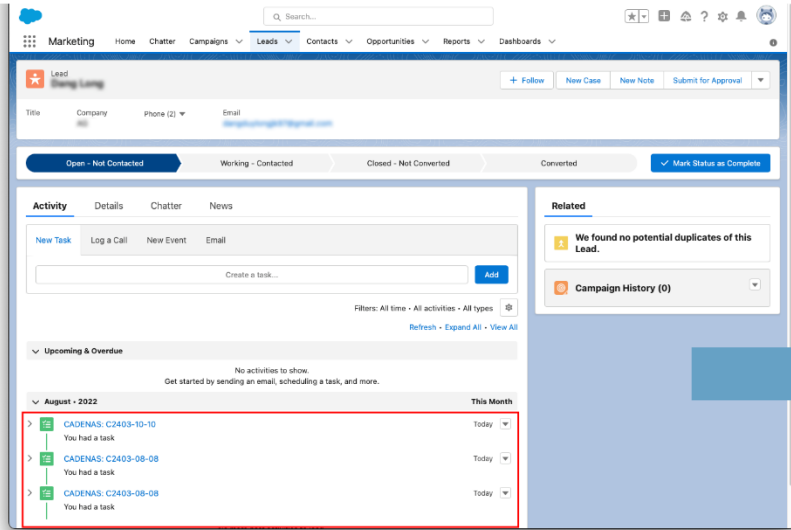 Search...
Marketing Home Chatter Campaigns Leads Contacts Opportunities Reports Dashboards
Lead
+ Follow New Case New Note Submit for Approval
Title Company Phone (2) Email
Open - Not Contacted Working - Contacted Closed - Not Converted Converted Mark Status as Complete
Activity Details Chatter News
New Task Log a Call New Event Email
Create a task...
Add
Filters: All time • All activities • All types
Refresh • Expand All • View All
Upcoming & Overdue
No activities to show.
Get started by sending an email, scheduling a task, and more.
August • 2022 This Month
CADENAS: C2403-10-10 Today
You had a task
CADENAS: C2403-08-08 Today
You had a task
CADENAS: C2403-08-08 Today
You had a task
Related
We found no potential duplicates of this
Lead.
Campaign History (0)